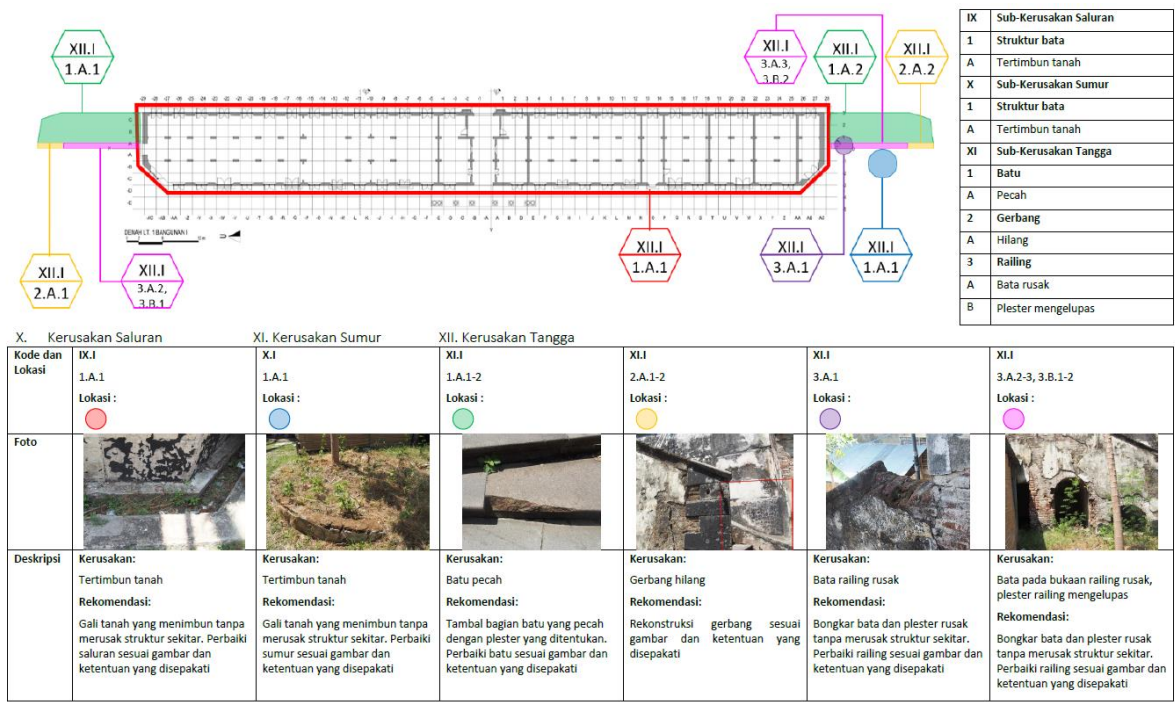 XII.I
1.A.1
XII.I
3.A.3,
3.B.2
XII.I
1.A.2
XII.I
2.A.2
DENAH LT. 1 BANGUNAN I
XII.I
2.A.1
XII.I
3.A.2,
3.B.1
XII.I
1.A.1
XII.I
3.A.1
XII.I
1.A.1
IX Sub-Kerusakan Saluran
1 Struktur bata
A Tertimbun tanah
X Sub-Kerusakan Sumur
1 Struktur bata
A Tertimbun tanah
XI Sub-Kerusakan Tangga
1 Batu
A Pecah
2 Gerbang
A Hilang
3 Railing
A Bata rusak
B Plester mengelupas
X. Kerusakan Saluran XI. Kerusakan Sumur XII. Kerusakan Tangga
Kode dan
Lokasi
IX.I
1.A.1
Lokasi :
X.I
1.A.1
Lokasi :
XI.I
1.A.1-2
Lokasi :
XI.I
2.A.1-2
Lokasi :
XI.I
3.A.1
Lokasi :
XI.I
3.A.2-3, 3.B.1-2
Lokasi :
Foto
Deskripsi
Kerusakan:
Tertimbun tanah
Rekomendasi:
Gali tanah yang menimbun tanpa
merusak struktur sekitar. Perbaiki
saluran sesuai gambar dan
ketentuan yang disepakati
Kerusakan:
Tertimbun tanah
Rekomendasi:
Gali tanah yang menimbun tanpa
merusak struktur sekitar. Perbaiki
sumur sesuai gambar dan
ketentuan yang disepakati
Kerusakan:
Batu pecah
Rekomendasi:
Tambal bagian batu yang pecah
dengan plester yang ditentukan.
Perbaiki batu sesuai gambar dan
ketentuan yang disepakati
Kerusakan:
Gerbang hilang
Rekomendasi:
Rekonstruksi gerbang sesuai
gambar dan ketentuan yang
disepakati
Kerusakan:
Bata railing rusak
Rekomendasi:
Bongkar bata dan plester rusak
tanpa merusak struktur sekitar.
Perbaiki railing sesuai gambar dan
ketentuan yang disepakati
Kerusakan:
Bata pada bukaan railing rusak,
plester railing mengelupas
Rekomendasi:
Bongkar bata dan plester rusak
tanpa merusak struktur sekitar.
Perbaiki railing sesuai gambar dan
ketentuan yang disepakati